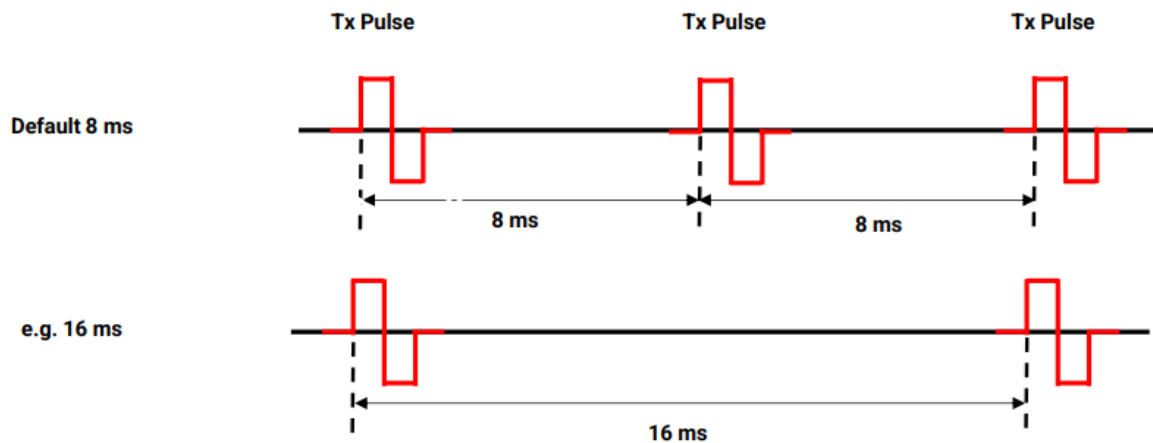 Tx Pulse Tx Pulse Tx Pulse
Default 8 ms
8 ms 8 ms
e.g. 16 ms
16 ms